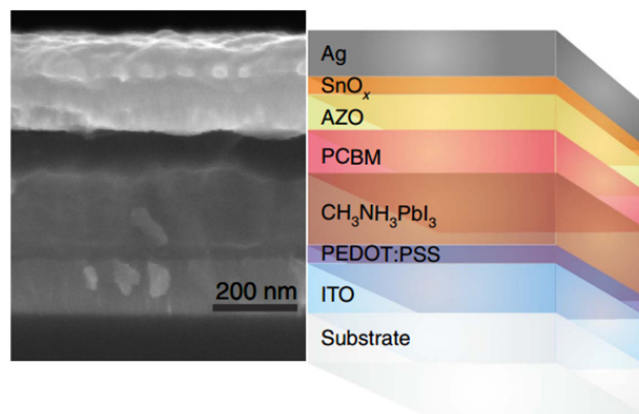 Ag
SnOₓ
AZO
PCBM
CH₃NH₃PbI₃
PEDOT:PSS
200 nm
ITO
Substrate